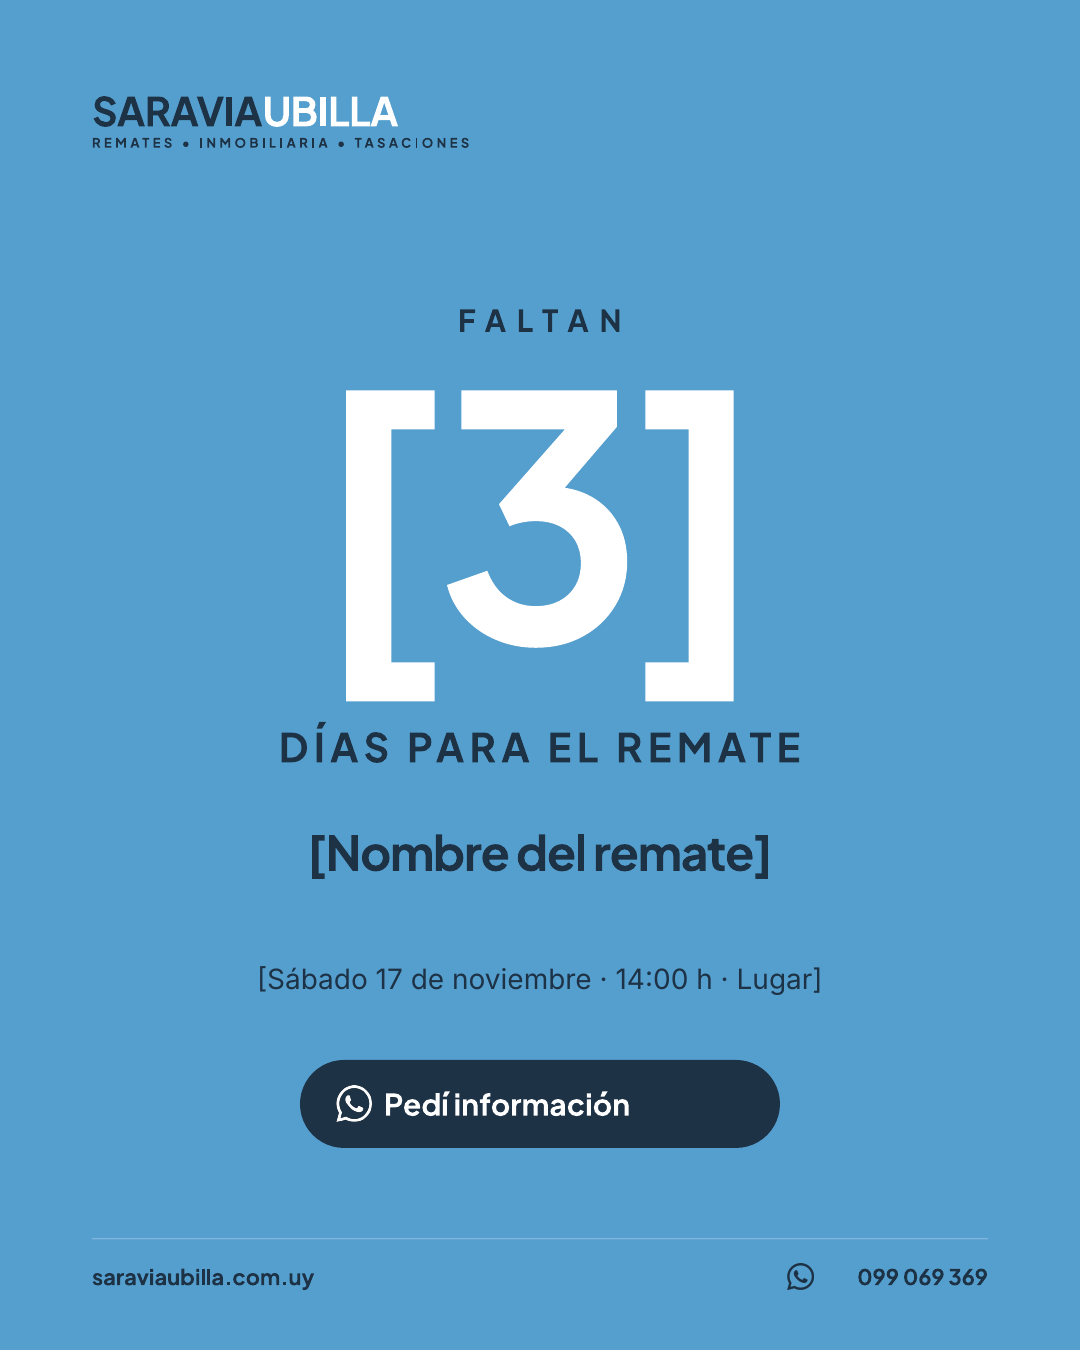 SARAVIAUBILLA
REMATES • INMOBILIARIA • TASACIONES
FALTAN
[3]
DÍAS PARA EL REMATE
[Nombre del remate]
[Sábado 17 de noviembre · 14:00 h · Lugar]
Pedí información
saraviaubilla.com.uy
099 069 369